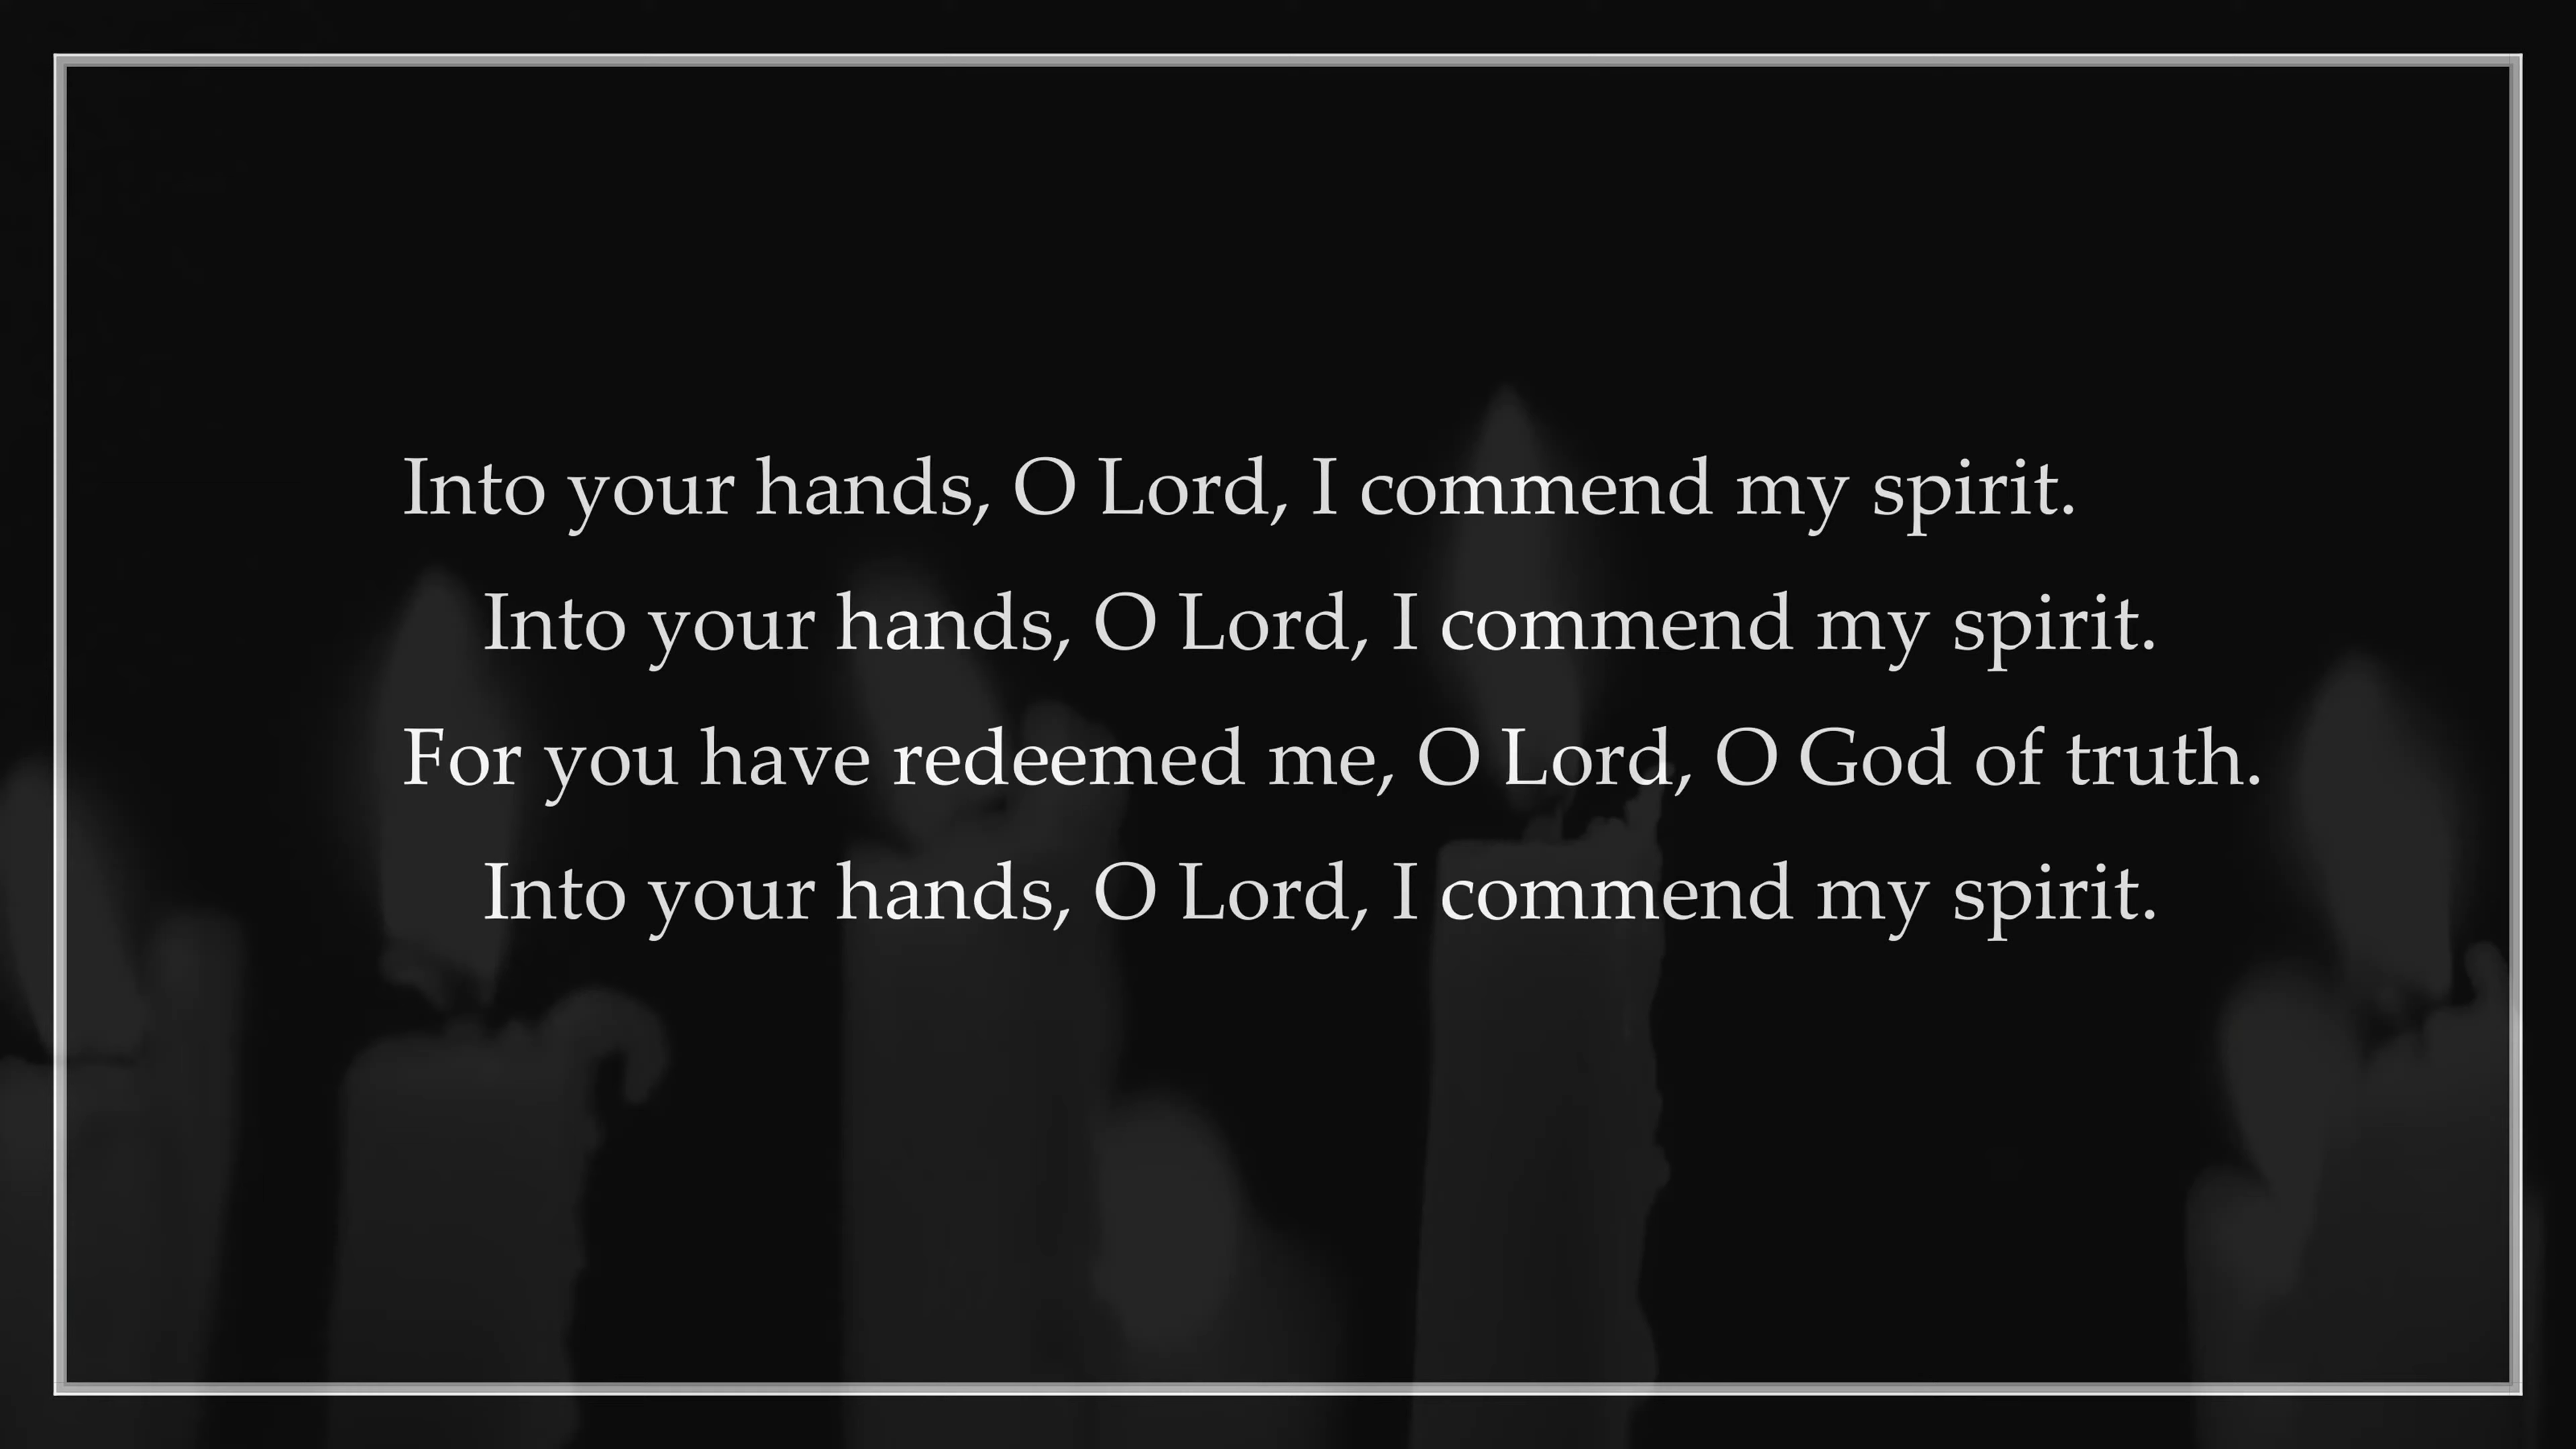 Into your hands, O Lord, I commend my spirit.
Into your hands, O Lord, I commend my spirit.
For you have redeemed me, O Lord, O God of truth.
Into your hands, O Lord, I commend my spirit.